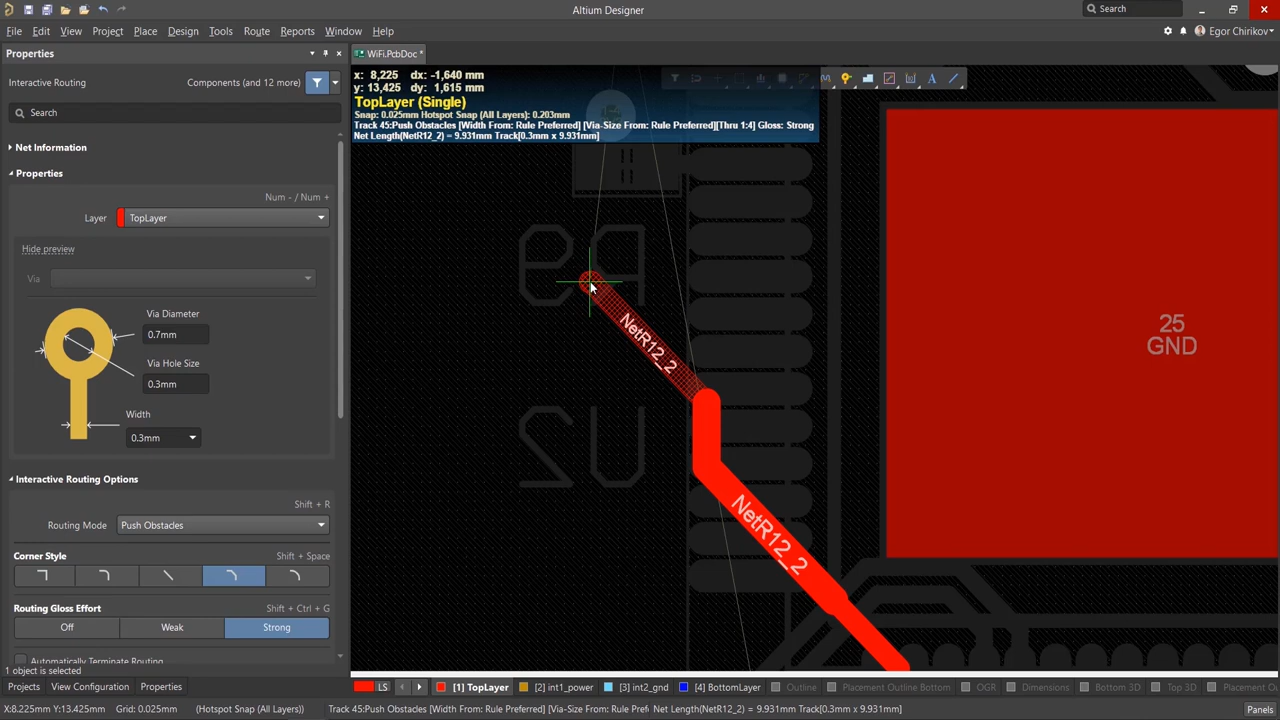 Altium Designer
Search
File Edit View Project Place Design Tools Route Reports Window Help
Egor Chirikov
Properties
WiFi.PcbDoc *
Interactive Routing
Components (and 12 more)
Search
Net Information
Properties
Num - / Num +
Layer TopLayer
Hide preview
Via
Via Diameter
0.7mm
Via Hole Size
0.3mm
Width
0.3mm
Interactive Routing Options
Shift + R
Routing Mode Push Obstacles
Corner Style Shift + Space
Routing Gloss Effort Shift + Ctrl + G
Off Weak Strong
Automatically Terminate Routing
1 object is selected
Projects View Configuration Properties
x: 8,225 dx: -1,640 mm
y: 13,425 dy: 1,615 mm
TopLayer (Single)
Snap: 0.025mm Hotspot Snap (All Layers): 0.203mm
Track 45:Push Obstacles [Width From: Rule Preferred] [Via-Size From: Rule Preferred][Thru 1:4] Gloss: Strong
Net Length(NetR12_2) = 9.931mm Track[0.3mm x 9.931mm]
NetR12_2
25
GND
NetR12_2
LS [1] TopLayer [2] int1_power [3] int2_gnd [4] BottomLayer Outline Placement Outline Bottom OGR Dimensions Bottom 3D Top 3D Placement Ou
X:8.225mm Y:13.425mm Grid: 0.025mm (Hotspot Snap (All Layers)) Track 45:Push Obstacles [Width From: Rule Preferred] [Via-Size From: Rule Pref Net Length(NetR12_2) = 9.931mm Track[0.3mm x 9.931mm]
Panels